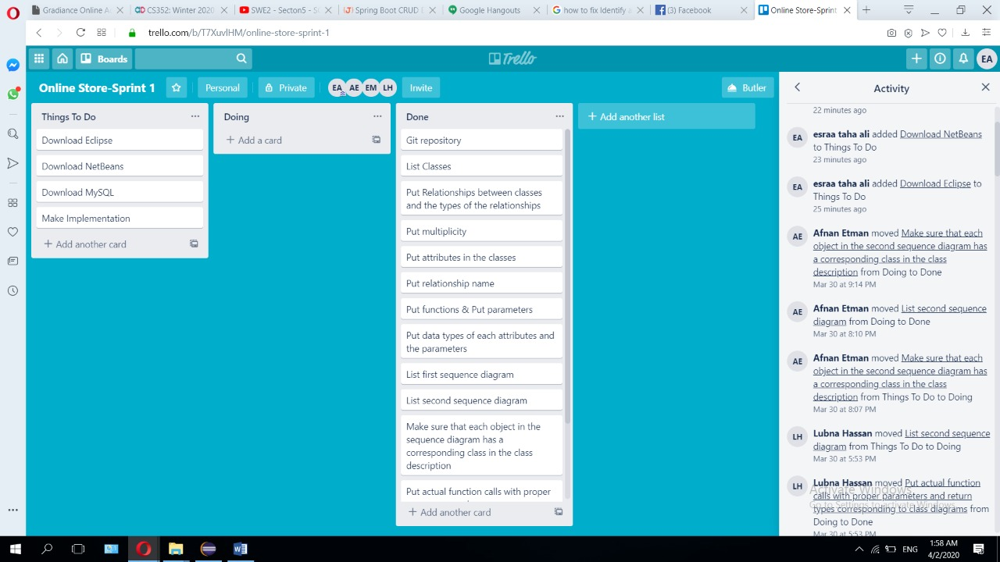 Gradiance Online A
CS352: Winter 2020
SWE2 - Secton5 - S
Spring Boot CRUD
Google Hangouts
how to fix Identify a
(3) Facebook
Online Store-Sprint
trello.com/b/T7XuvlHM/online-store-sprint-1
Boards
Trello
EA
Online Store-Sprint 1
Personal
Private
EA AE EM LH
Invite
Butler
Things To Do
Download Eclipse
Download NetBeans
Download MySQL
Make Implementation
+ Add another card
Doing
+ Add a card
Done
Git repository
List Classes
Put Relationships between classes
and the types of the relationships
Put multiplicity
Put attributes in the classes
Put relationship name
Put functions & Put parameters
Put data types of each attributes and
the parameters
List first sequence diagram
List second sequence diagram
Make sure that each object in the
sequence diagram has a
corresponding class in the class
description
Put actual function calls with proper
+ Add another card
+ Add another list
Activity
22 minutes ago
EA
esraa taha ali added Download NetBeans
to Things To Do
23 minutes ago
EA
esraa taha ali added Download Eclipse to
Things To Do
25 minutes ago
AE
Afnan Etman moved Make sure that each
object in the second sequence diagram has
a corresponding class in the class
description from Doing to Done
Mar 30 at 9:14 PM
AE
Afnan Etman moved List second sequence
diagram from Doing to Done
Mar 30 at 8:10 PM
AE
Afnan Etman moved Make sure that each
object in the second sequence diagram has
a corresponding class in the class
description from Things To Do to Doing
Mar 30 at 8:07 PM
LH
Lubna Hassan moved List second sequence
diagram from Things To Do to Doing
Mar 30 at 5:53 PM
LH
Lubna Hassan moved Put actual function
calls with proper parameters and return
types corresponding to class diagrams from
Doing to Done
Mar 30 at 5:53 PM
Activate Windows
Go to Settings to activate Windows.
ENG
1:58 AM
4/2/2020